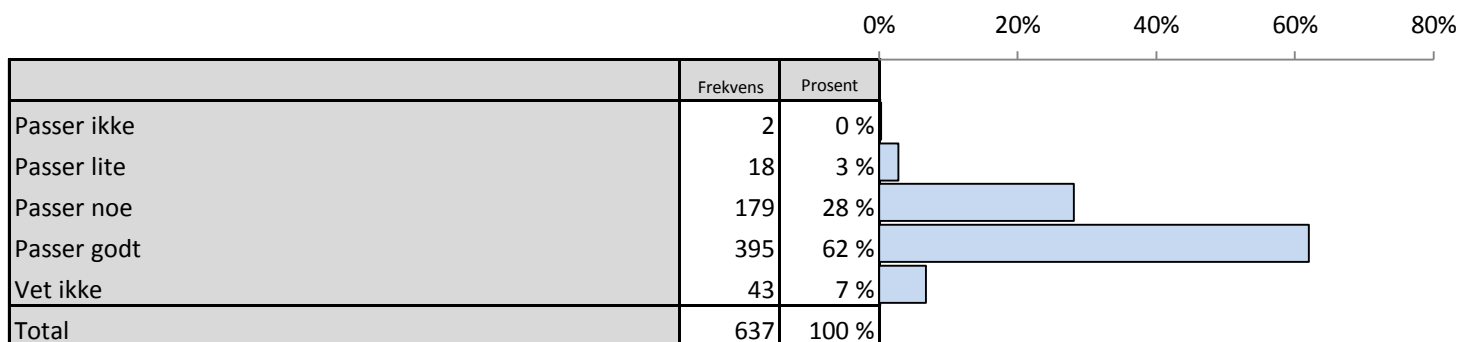 0% 20% 40% 60% 80%
Frekvens Prosent
Passer ikke 2 0 %
Passer lite 18 3 %
Passer noe 179 28 %
Passer godt 395 62 %
Vet ikke 43 7 %
Total 637 100 %